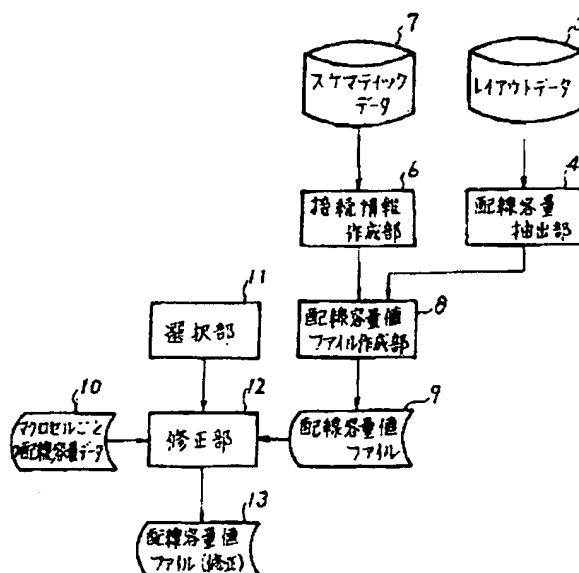 7
スケマティック
データ
レイアウトデータ
6
接続情報
作成部
4
配線容量
抽出部
11
選択部
配線容量値
ファイル作成部
8
10
マクロセルごと
の配線容量データ
12
修正部
9
配線容量値
ファイル
13
配線容量値
ファイル(修正)